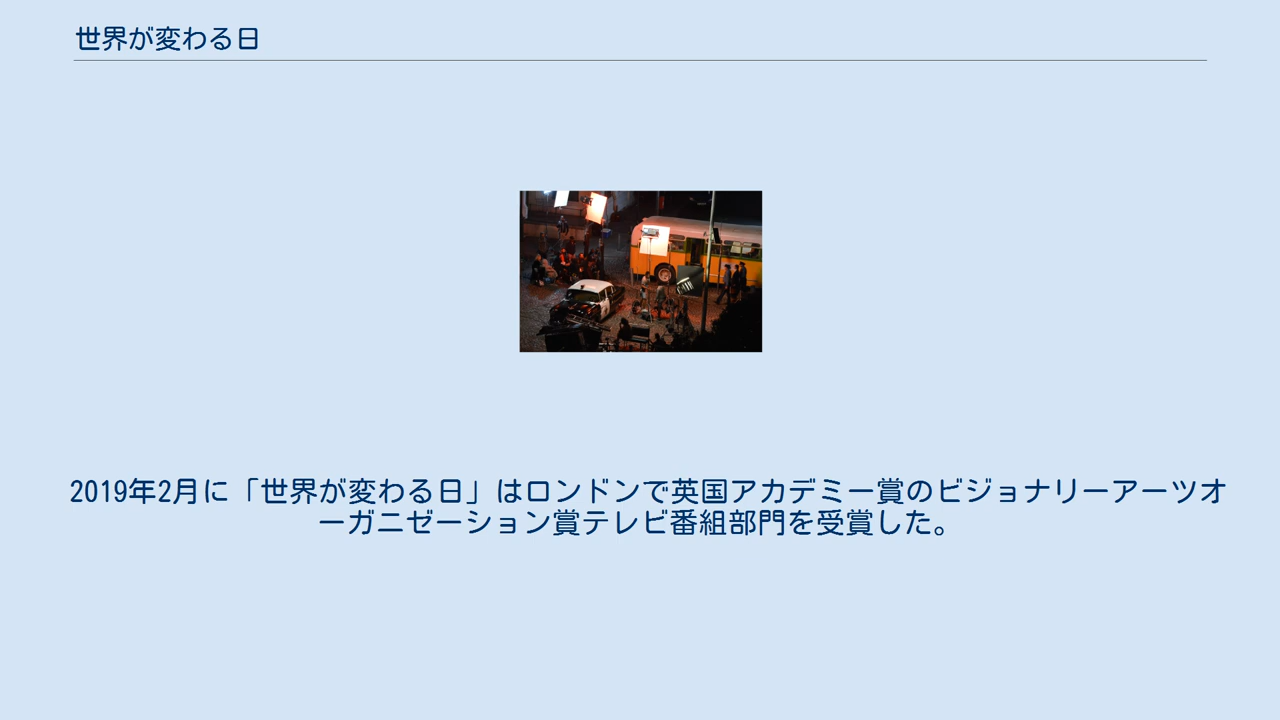 世界が変わる日
2019年2月に「世界が変わる日」はロンドンで英国アカデミー賞のビジョナリーアーツオ
ーガニゼーション賞テレビ番組部門を受賞した。